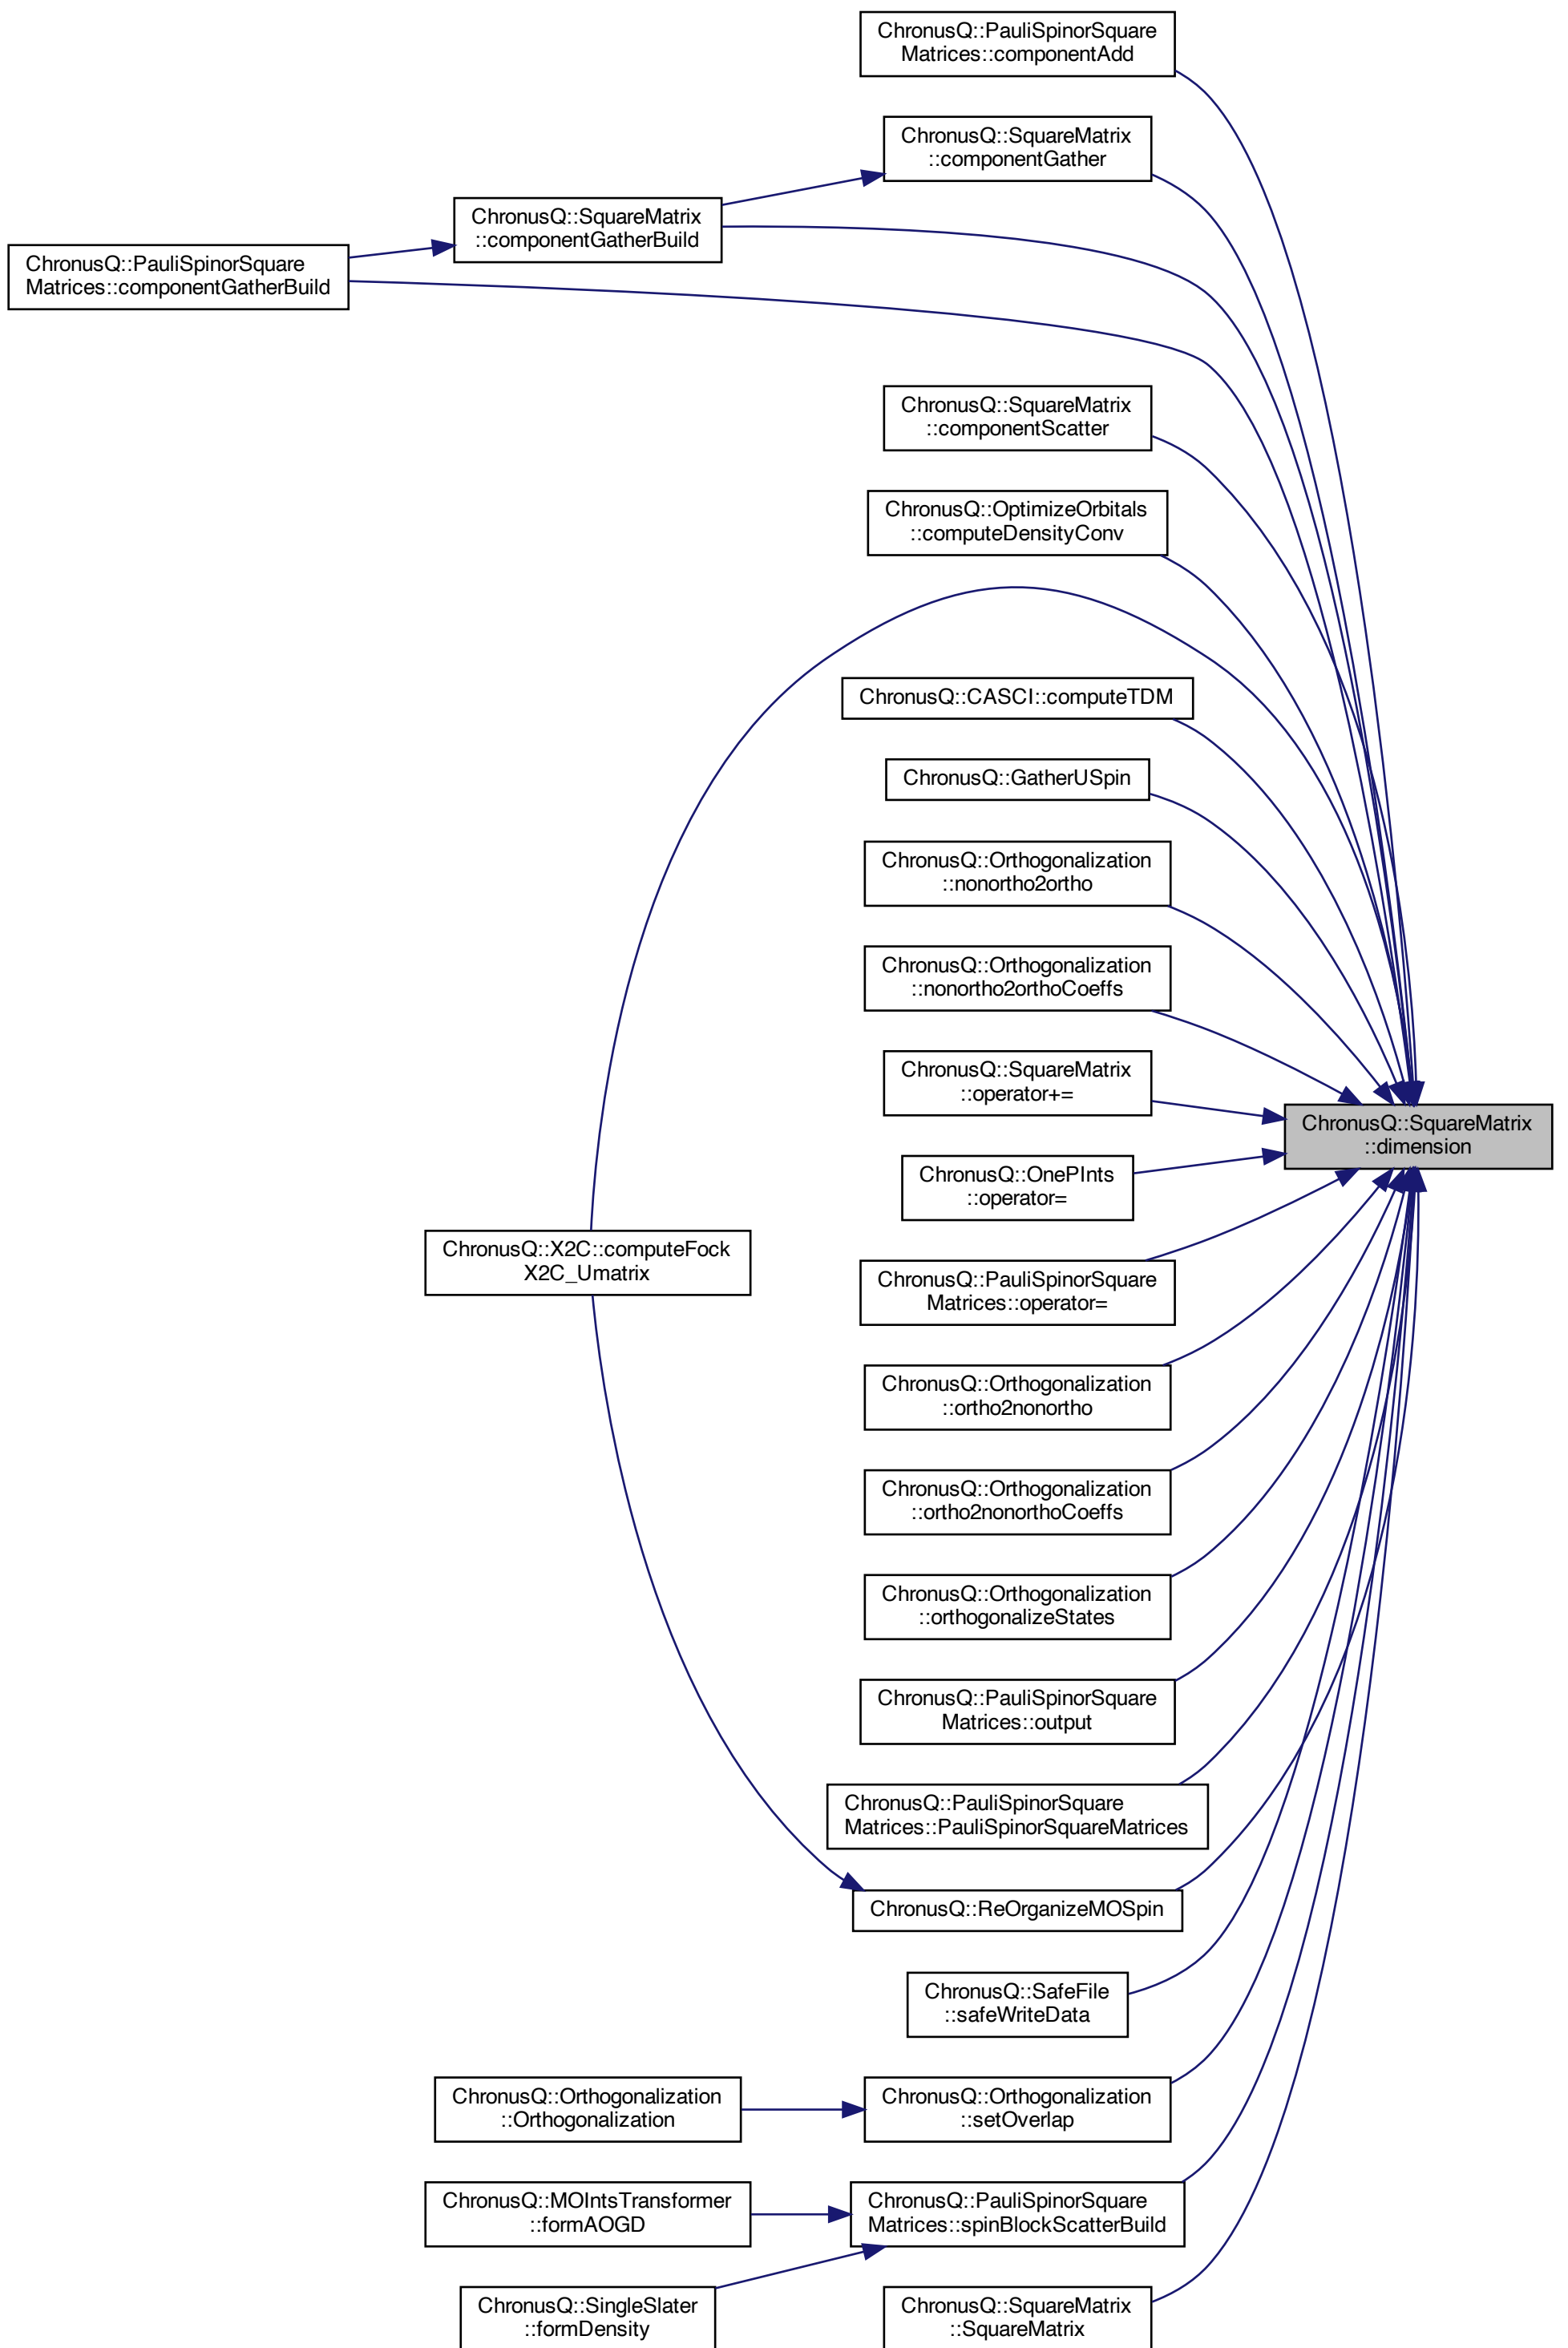 ChronusQ::PauliSpinorSquare
Matrices::componentAdd
ChronusQ::SquareMatrix
::componentGather
ChronusQ::SquareMatrix
::componentGatherBuild
ChronusQ::PauliSpinorSquare
Matrices::componentGatherBuild
ChronusQ::SquareMatrix
::componentScatter
ChronusQ::OptimizeOrbitals
::computeDensityConv
ChronusQ::CASCI::computeTDM
ChronusQ::GatherUSpin
ChronusQ::Orthogonalization
::nonortho2ortho
ChronusQ::Orthogonalization
::nonortho2orthoCoeffs
ChronusQ::SquareMatrix
::operator+=
ChronusQ::SquareMatrix
::dimension
ChronusQ::OnePInts
::operator=
ChronusQ::X2C::computeFock
X2C_Umatrix
ChronusQ::PauliSpinorSquare
Matrices::operator=
ChronusQ::Orthogonalization
::ortho2nonortho
ChronusQ::Orthogonalization
::ortho2nonorthoCoeffs
ChronusQ::Orthogonalization
::orthogonalizeStates
ChronusQ::PauliSpinorSquare
Matrices::output
ChronusQ::PauliSpinorSquare
Matrices::PauliSpinorSquareMatrices
ChronusQ::ReOrganizeMOSpin
ChronusQ::SafeFile
::safeWriteData
ChronusQ::Orthogonalization
::Orthogonalization
ChronusQ::Orthogonalization
::setOverlap
ChronusQ::MOIntsTransformer
::formAOGD
ChronusQ::PauliSpinorSquare
Matrices::spinBlockScatterBuild
ChronusQ::SingleSlater
::formDensity
ChronusQ::SquareMatrix
::SquareMatrix